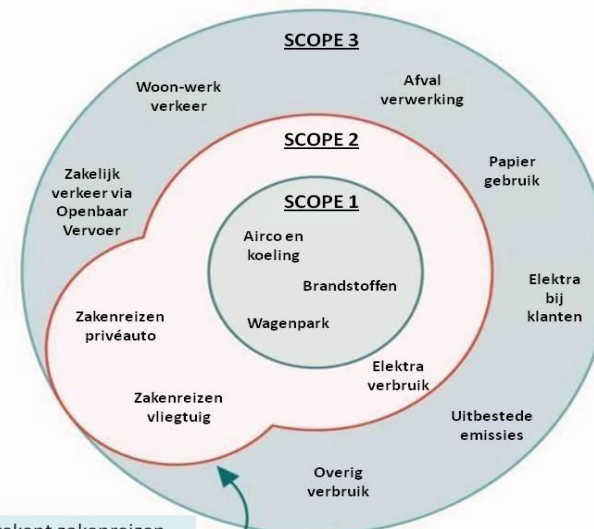 SCOPE 3
Woon-werk
verkeer
Afval
verwerking
SCOPE 2
Papier
gebruik
Zakelijk
verkeer via
Openbaar
Vervoer
SCOPE 1
Airco en
koeling
Brandstoffen
Elektra
bij
klanten
Zakenreizen
privéauto
Wagenpark
Elektra
verbruik
Zakenreizen
vliegtuig
Uitbestede
emissies
Overig
verbruik
zakenreizen